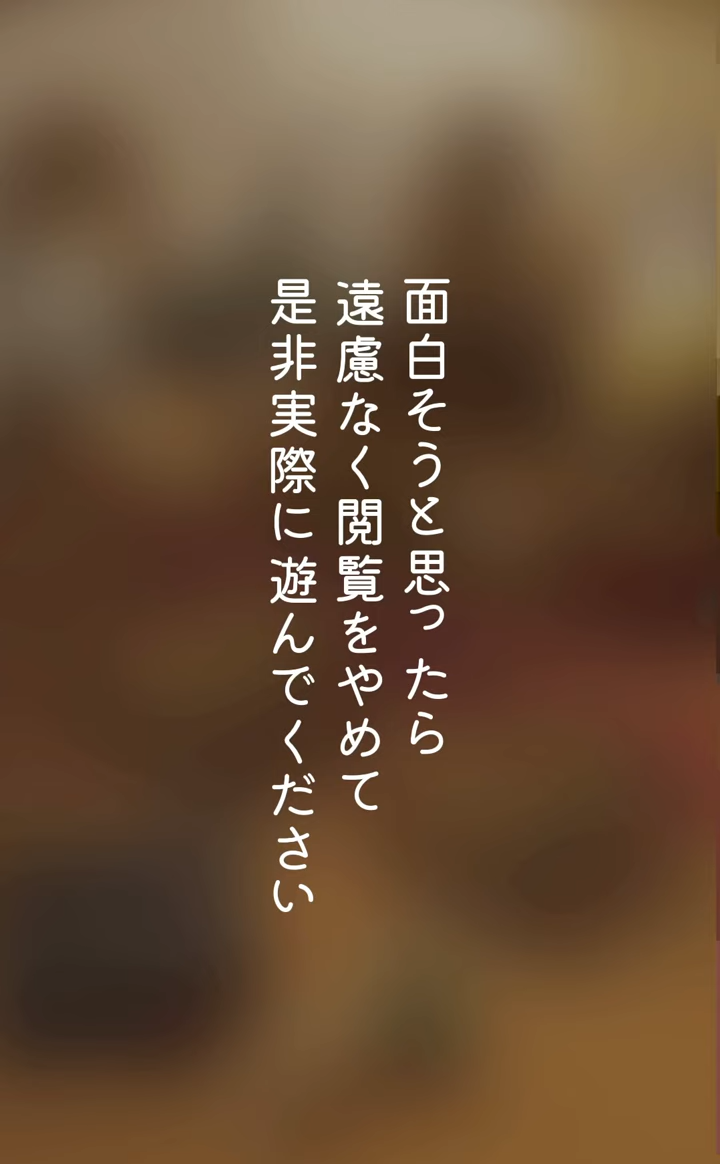 面白そうと思ったら
遠慮なく閲覧をやめて
是非実際に遊んでください